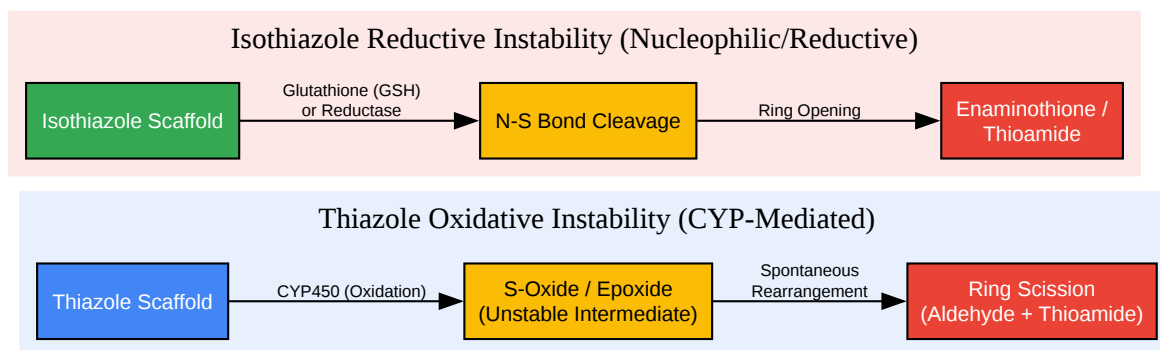 Isothiazole Reductive Instability (Nucleophilic/Reductive)
Isothiazole Scaffold
Glutathione (GSH)
or Reductase
N-S Bond Cleavage
Ring Opening
Enaminothione /
Thioamide
Thiazole Oxidative Instability (CYP-Mediated)
Thiazole Scaffold
CYP450 (Oxidation)
S-Oxide / Epoxide
(Unstable Intermediate)
Spontaneous
Rearrangement
Ring Scission
(Aldehyde + Thioamide)